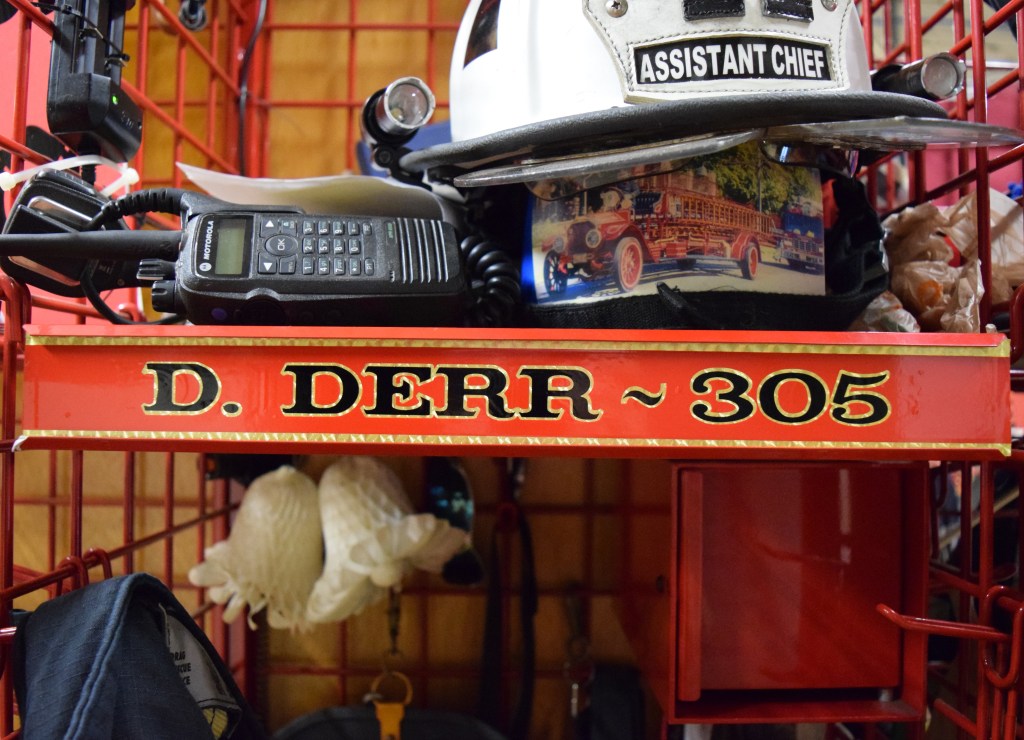 ASSISTANT CHIEF
MOTOROLA
OK
D. DERR ~ 305